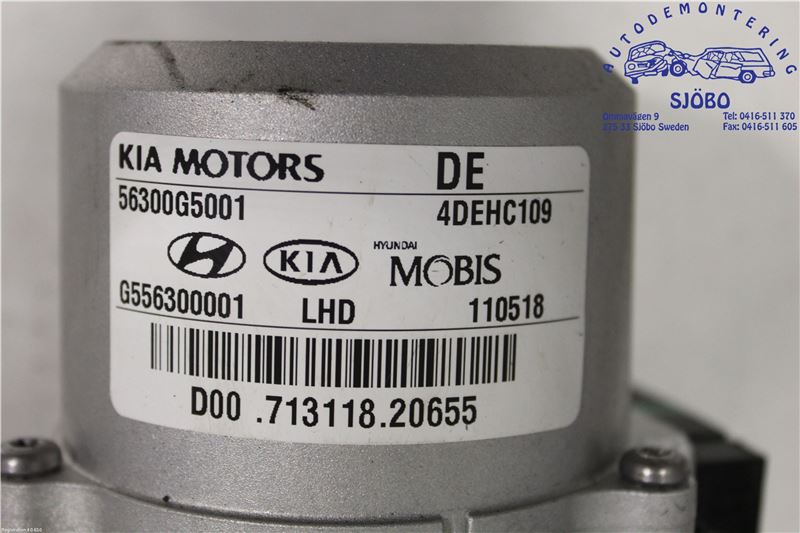 AUTODEMONTERING
SJÖBO
Ommavägen 9
275 33 Sjöbo Sweden
Tel: 0416-511 370
Fax: 0416-511 605
KIA MOTORS
DE
56300G5001
4DEHC109
KIA
HYUNDAI
MOBIS
G556300001
LHD
110518
D00 .713118.20655